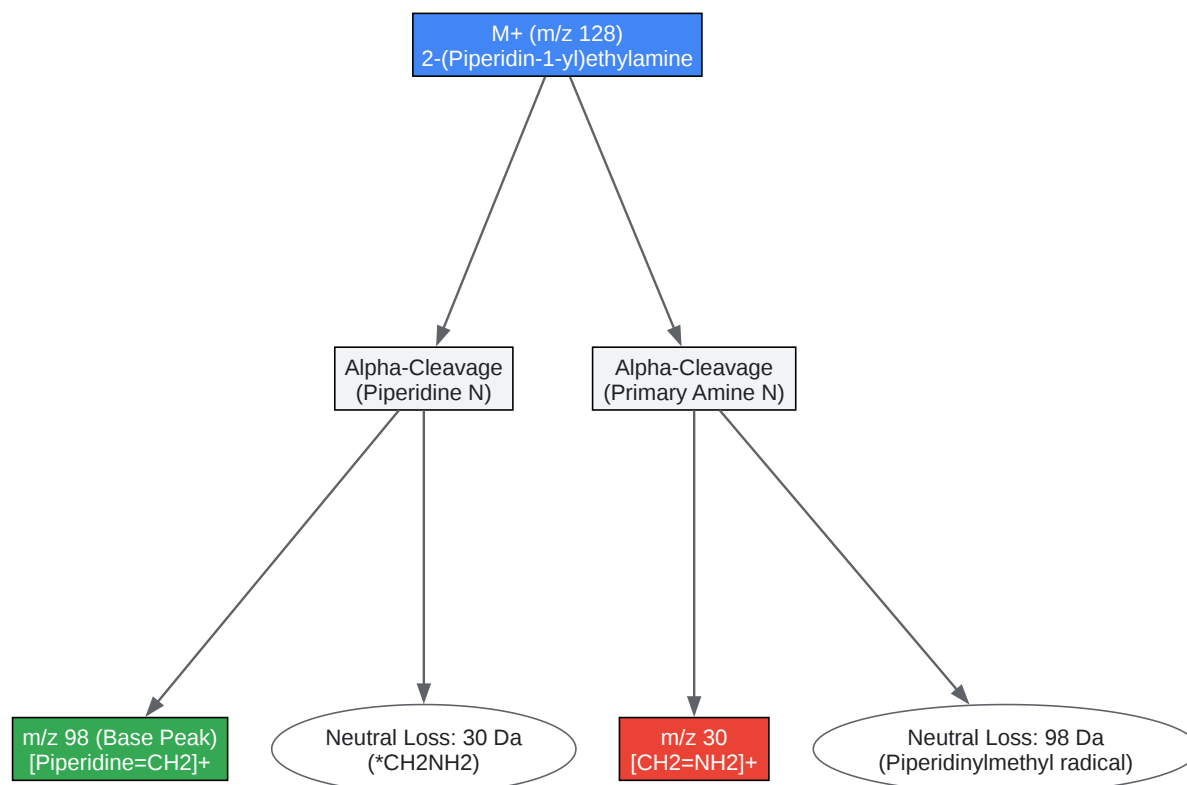 M+ (m/z 128)
2-(Piperidin-1-yl)ethylamine
Alpha-Cleavage
(Piperidine N)
Alpha-Cleavage
(Primary Amine N)
m/z 98 (Base Peak)
[Piperidine=CH2]+
Neutral Loss: 30 Da
(*CH2NH2)
m/z 30
[CH2=NH2]+
Neutral Loss: 98 Da
(Piperidinylmethyl radical)